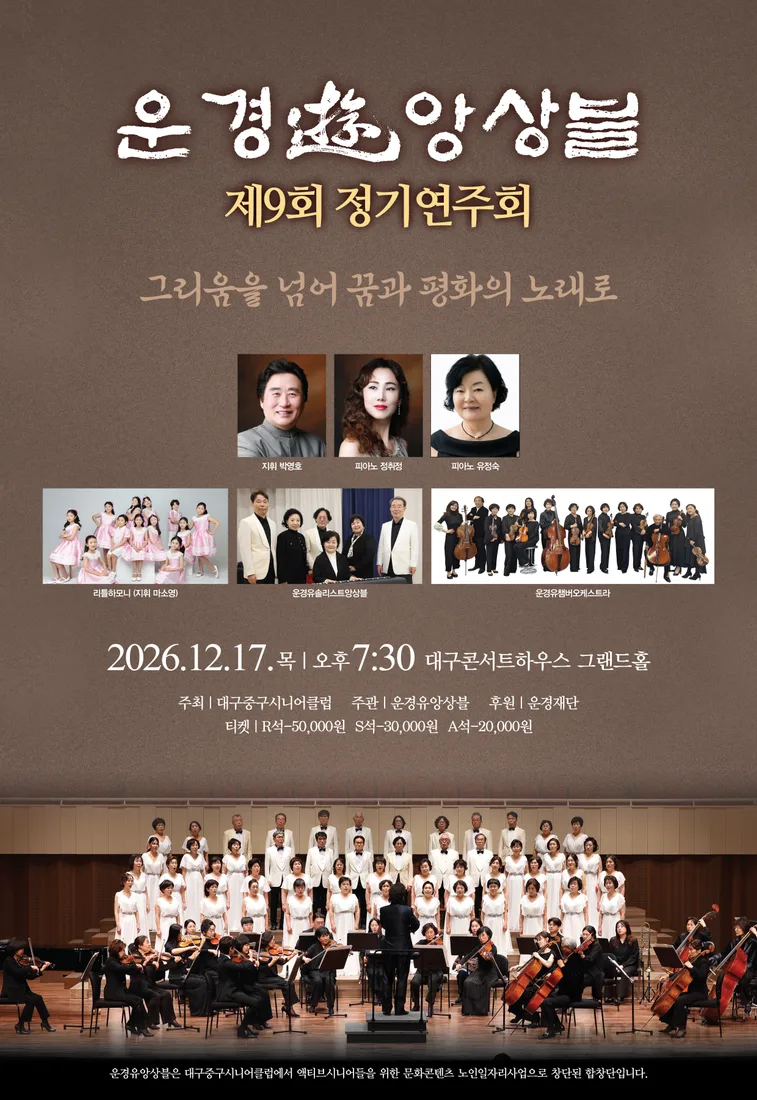 운경遊앙상블
제9회 정기연주회
그리움을 넘어 꿈과 평화의 노래로
지휘 박영호
피아노 정취정
피아노 유정숙
리틀하모니 (지휘 마소영)
운경유솔리스트앙상블
운경유챔버오케스트라
2026.12.17.목 | 오후 7:30 대구콘서트하우스 그랜드홀
주최 | 대구중구시니어클럽 주관 | 운경유앙상블 후원 | 운경재단
티켓 | R석-50,000원 S석-30,000원 A석-20,000원
운경유앙상블은 대구중구시니어클럽에서 액티브시니어들을 위한 문화콘텐츠 노인일자리사업으로 창단된 합창단입니다.